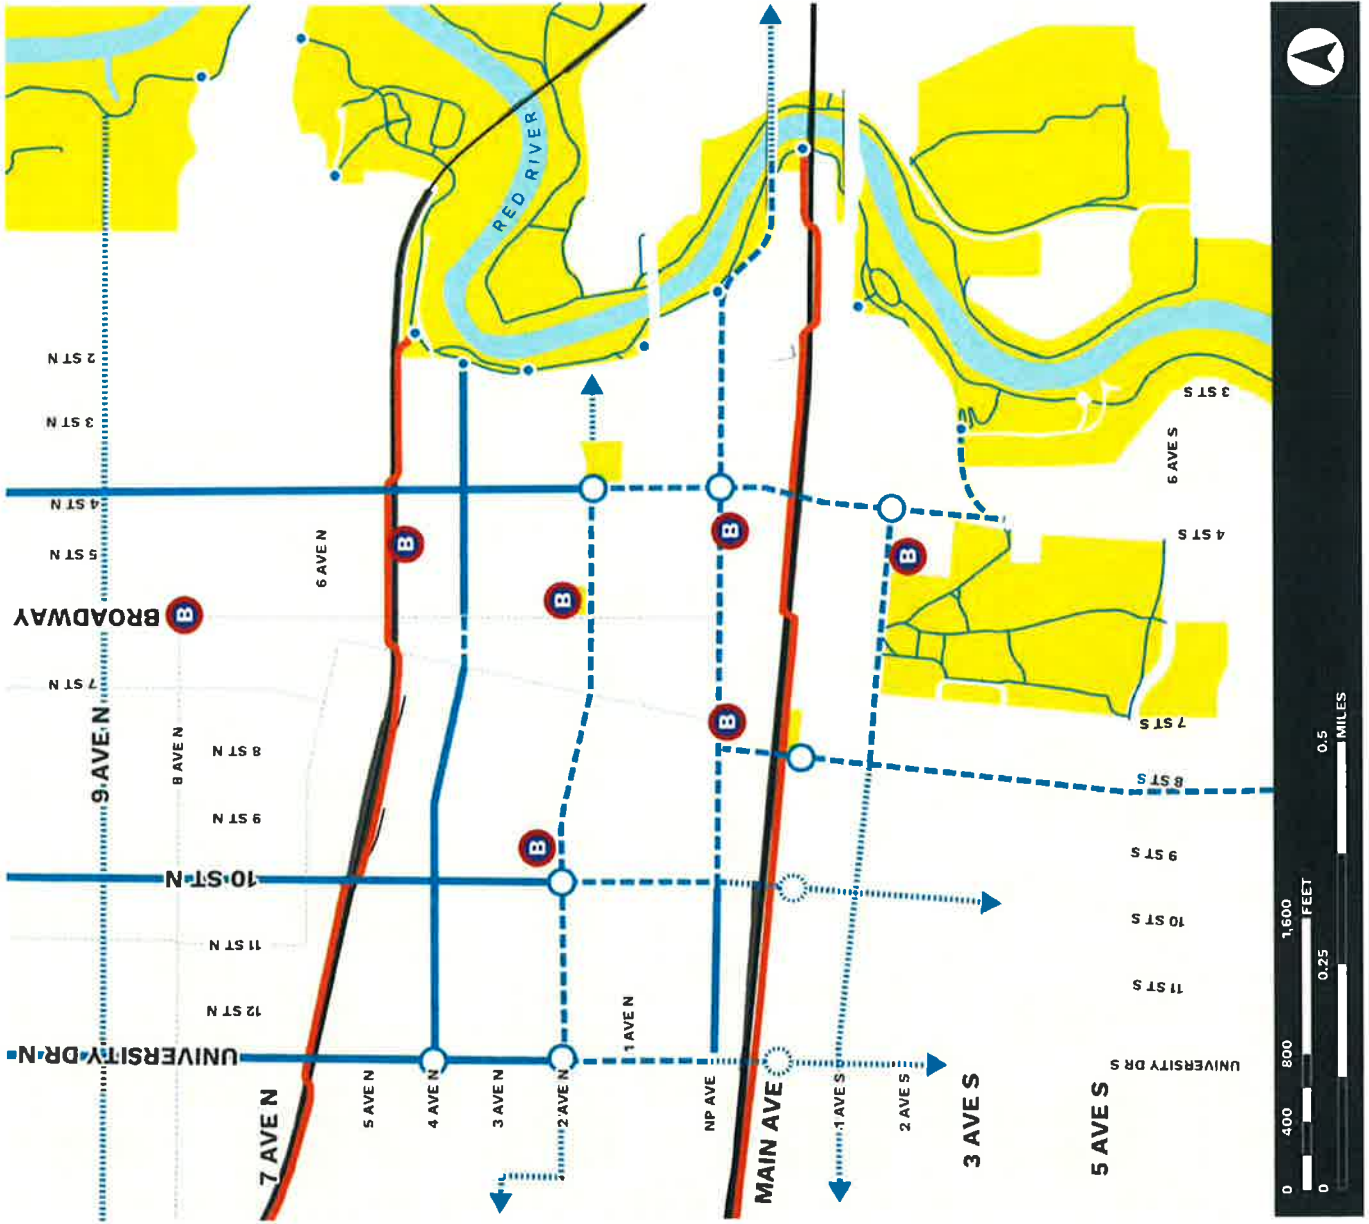 RED RIVER
2 ST N
3 ST N
4 ST N
5 ST N
BROADWAY
B
6 AVE N
B
B
B
B
7 ST N
9 AVE N
8 AVE N
8 ST N
9 ST N
B
B
10 ST N
11 ST N
12 ST N
UNIVERSITY DR N
7 AVE N
5 AVE N
4 AVE N
3 AVE N
2 AVE N
1 AVE N
NP AVE
MAIN AVE
1 AVE S
2 AVE S
3 AVE S
5 AVE S
3 ST S
6 AVE S
4 ST S
7 ST S
8 ST S
9 ST S
10 ST S
11 ST S
UNIVERSITY DR S
0 400 800 1,600
FEET
0 0.25 0.5
MILES